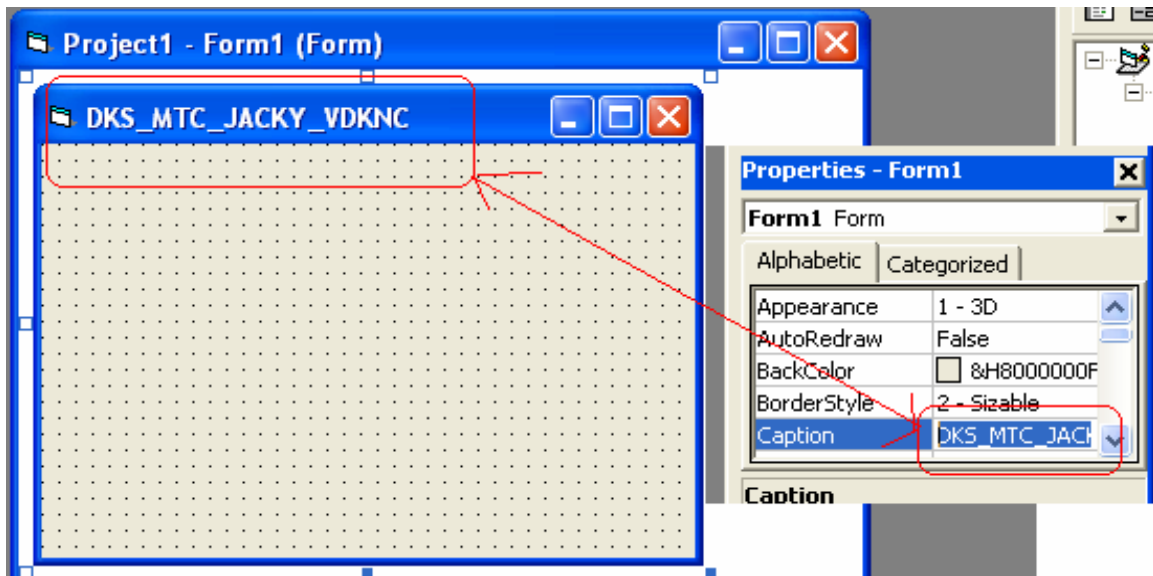 Project1 - Form1 (Form)
DKS_MTC_JACKY_VDKNC
Properties - Form1
Form1 Form
Alphabetic Categorized
Appearance 1 - 3D
AutoRedraw False
BackColor &H8000000F
BorderStyle 2 - Sizable
Caption DKS_MTC_JACK
Caption